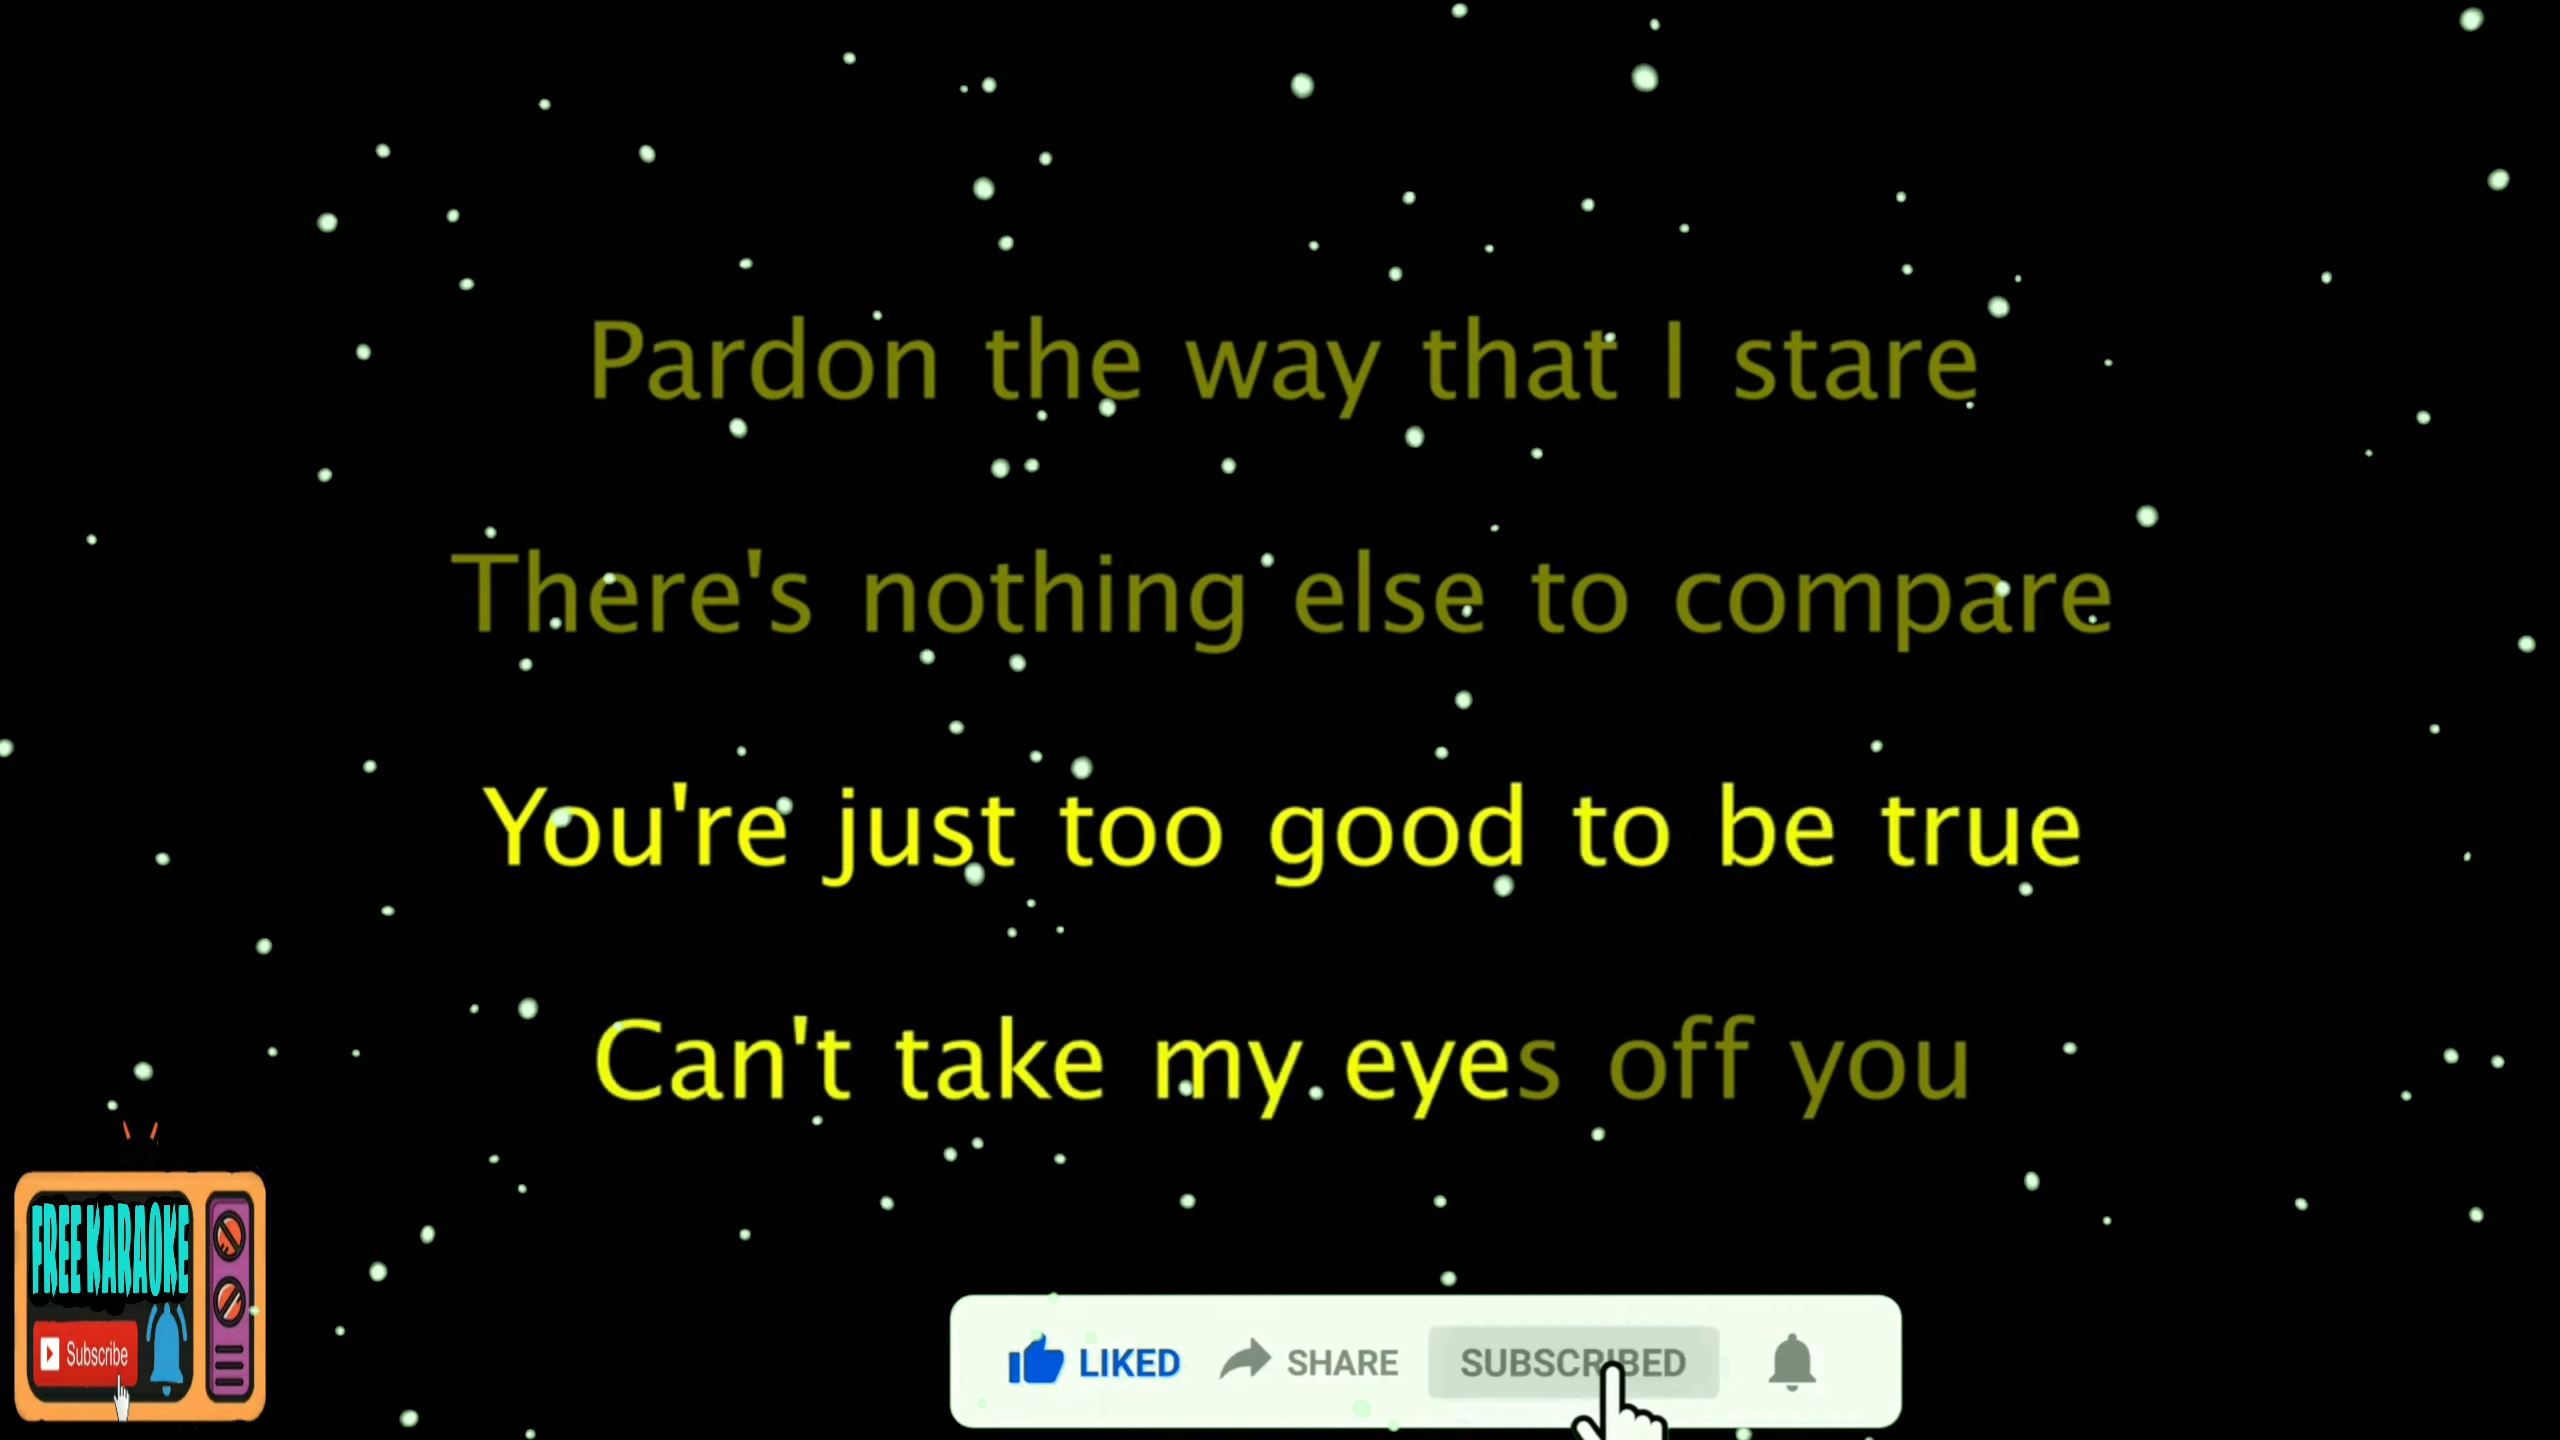 Pardon the way that I stare
There's nothing else to compare
You're just too good to be true
Can't take my eyes off you
FREE KARAOKE
Subscribe
LIKED SHARE SUBSCRIBED